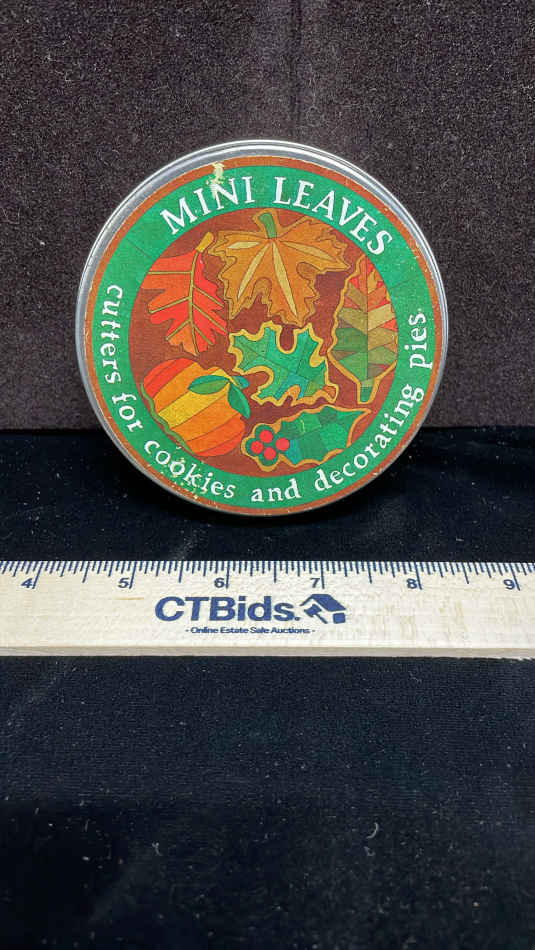 MINI LEAVES
cutters for cookies and decorating pies.
4 5 6 7 8 9
CTBids.
- Online Estate Sale Auctions -